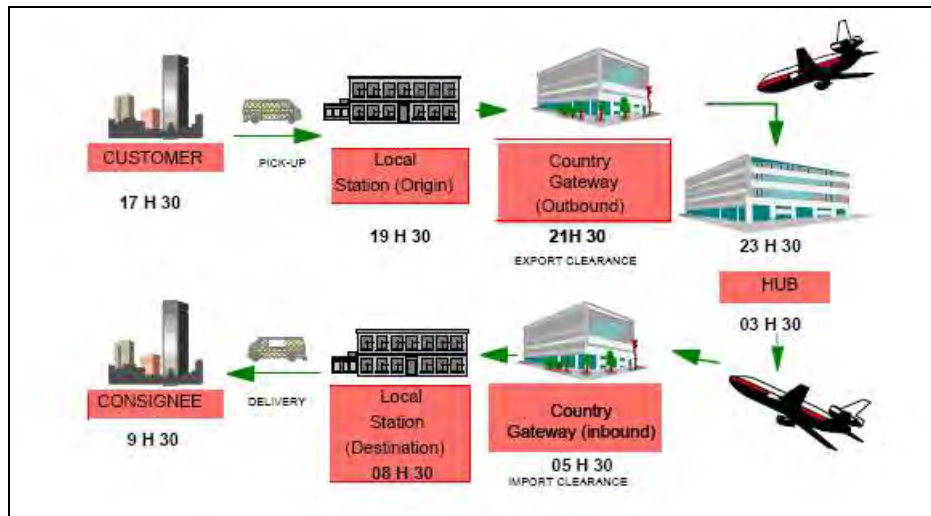 CUSTOMER
17 H 30
PICK-UP
Local
Station (Origin)
19 H 30
Country
Gateway
(Outbound)
21H 30
EXPORT CLEARANCE
23 H 30
HUB
03 H 30
Country
Gateway (inbound)
05 H 30
IMPORT CLEARANCE
Local
Station
(Destination)
08 H 30
DELIVERY
CONSIGNEE
9 H 30